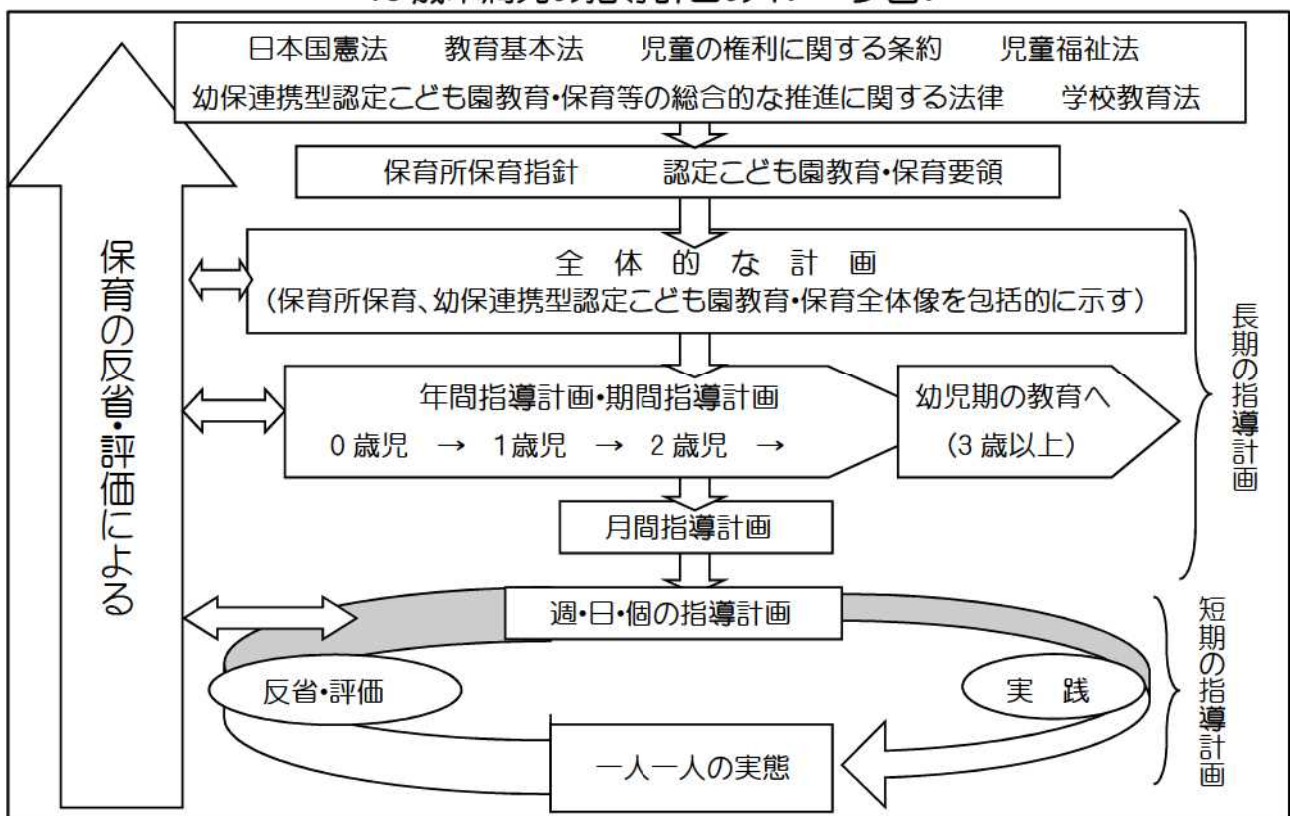 日本国憲法 教育基本法 児童の権利に関する条約 児童福祉法
幼保連携型認定こども園教育・保育等の総合的な推進に関する法律 学校教育法
保育所保育指針 認定こども園教育・保育要領
全体的な計画
(保育所保育、幼保連携型認定こども園教育・保育全体像を包括的に示す)
年間指導計画・期間指導計画
0歳児 → 1歳児 → 2歳児 →
幼児期の教育へ
(3歳以上)
月間指導計画
週・日・個の指導計画
反省・評価
実践
一人一人の実態
保育の反省・評価による
長期の指導計画
短期の指導計画